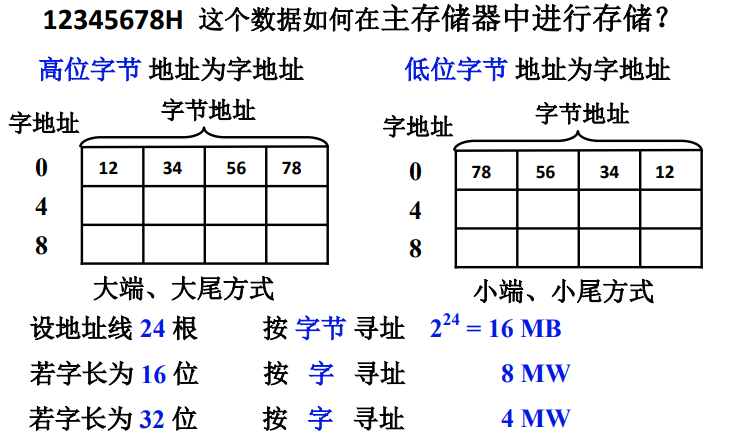 12345678H 这个数据如何在主存储器中进行存储？
高位字节 地址为字地址
字地址 字节地址
0 12 34 56 78
4
8
大端、大尾方式
低位字节 地址为字地址
字地址 字节地址
0 78 56 34 12
4
8
小端、小尾方式
设地址线 24 根 按 字节 寻址 2^24 = 16 MB
若字长为 16 位 按 字 寻址 8 MW
若字长为 32 位 按 字 寻址 4 MW